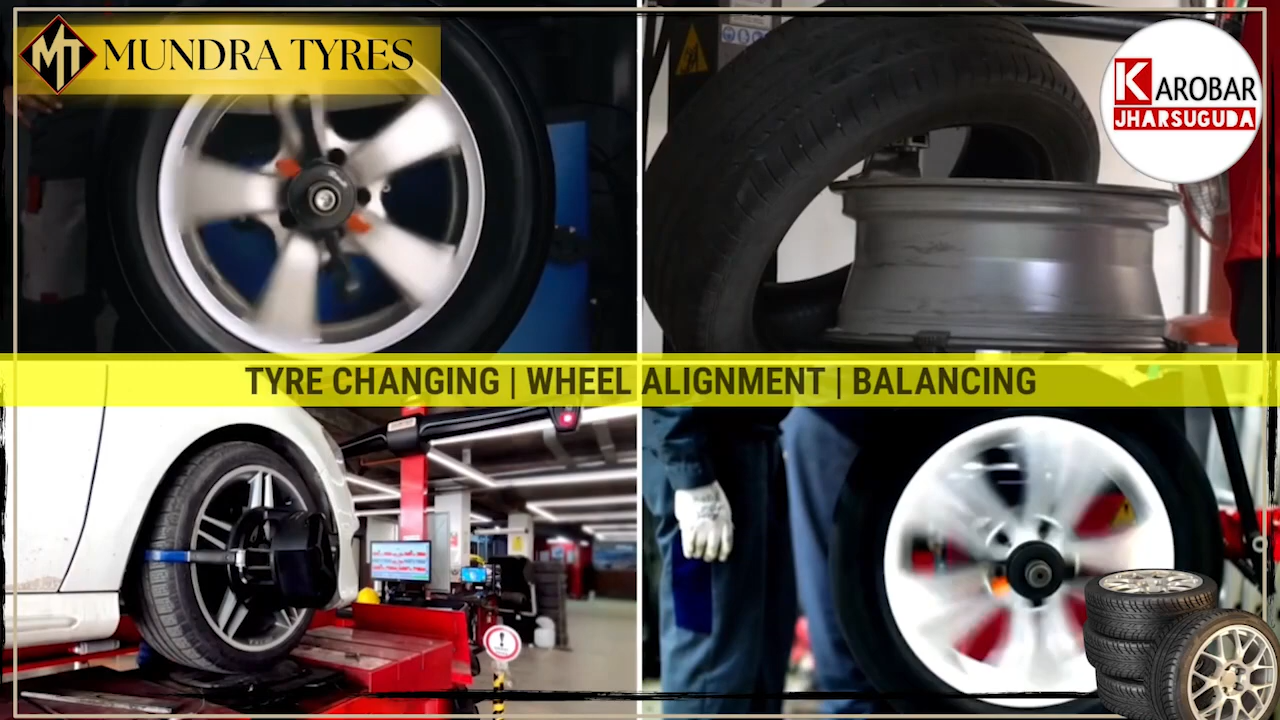 MT MUNDRA TYRES
KAROBAR
JHARSUGUDA
TYRE CHANGING | WHEEL ALIGNMENT | BALANCING